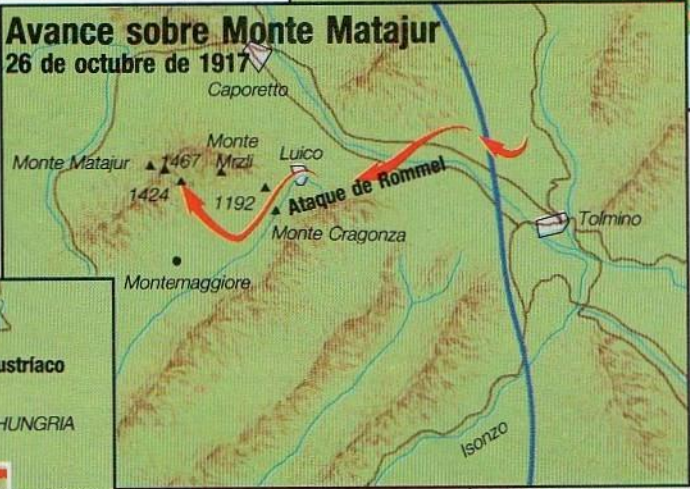 Avance sobre Monte Matajur
26 de octubre de 1917
Caporetto
Monte
Mrzli
Luico
Monte Matajur
1467
1424
1192
Ataque de Rommel
Monte Cragonza
Tolmino
Montemaggiore
ustríaco
HUNGRIA
Isonzo